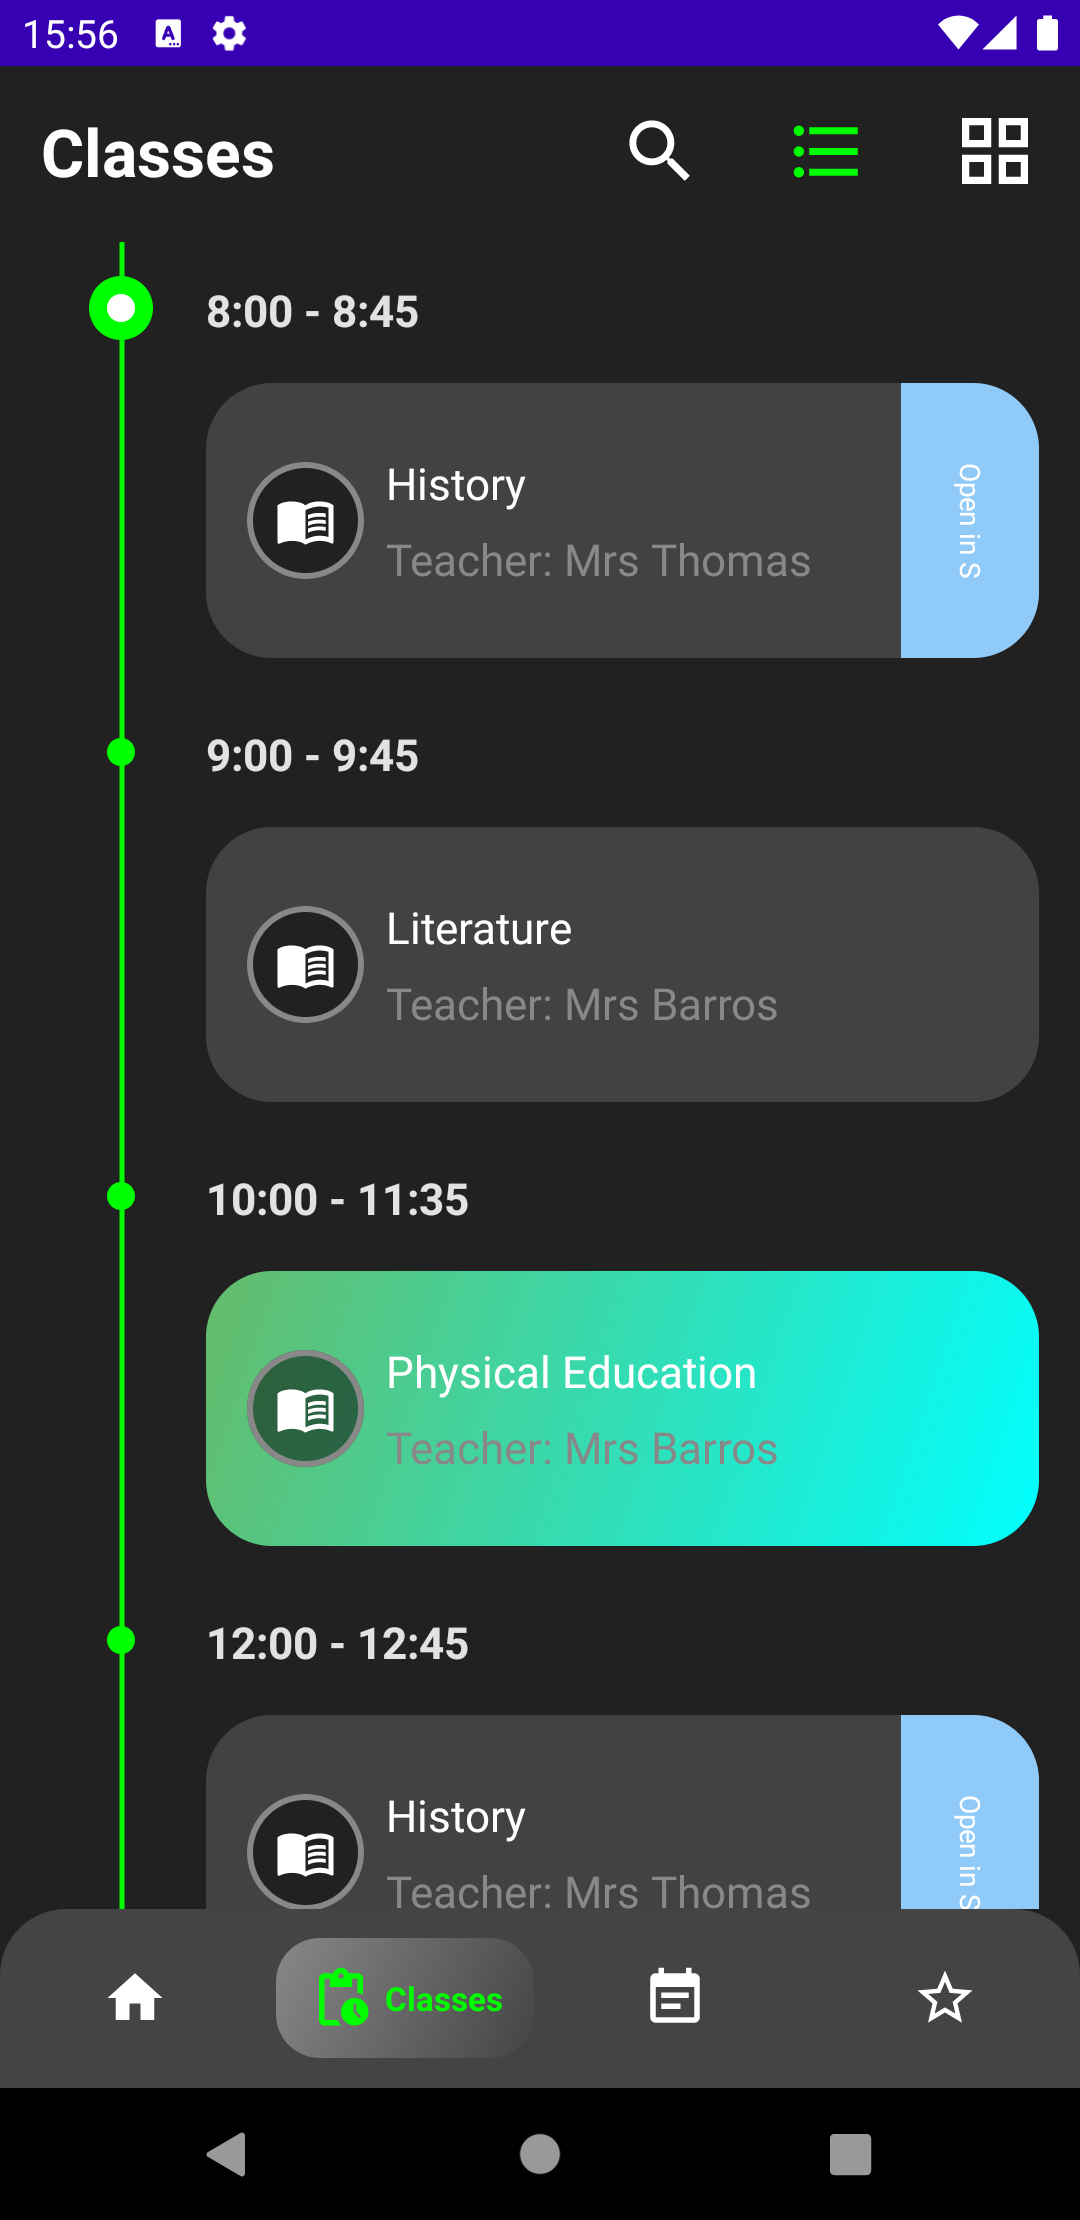 15:56
Classes
8:00 - 8:45
History
Teacher: Mrs Thomas
Open in S
9:00 - 9:45
Literature
Teacher: Mrs Barros
10:00 - 11:35
Physical Education
Teacher: Mrs Barros
12:00 - 12:45
History
Teacher: Mrs Thomas
Open in S
Classes